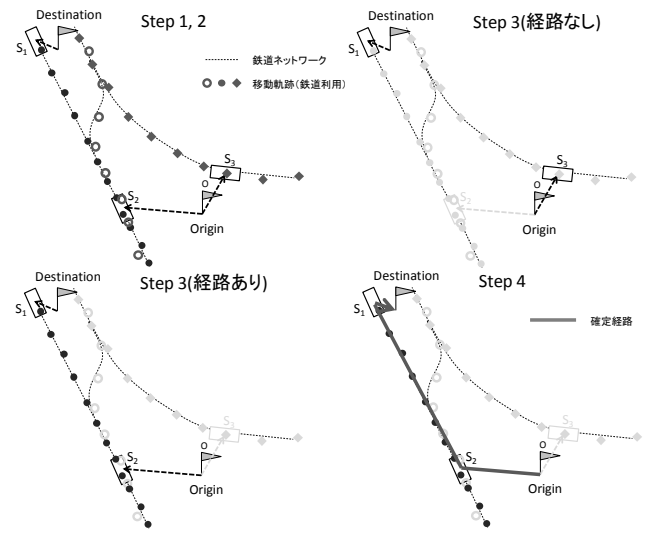 Destination
Step 1, 2
S1
鉄道ネットワーク
移動軌跡(鉄道利用)
S3
S2
O
Origin
Destination
Step 3(経路なし)
S1
S3
S2
O
Origin
Destination
Step 3(経路あり)
S1
S3
S2
O
Origin
Destination
Step 4
S1
確定経路
S3
S2
O
Origin